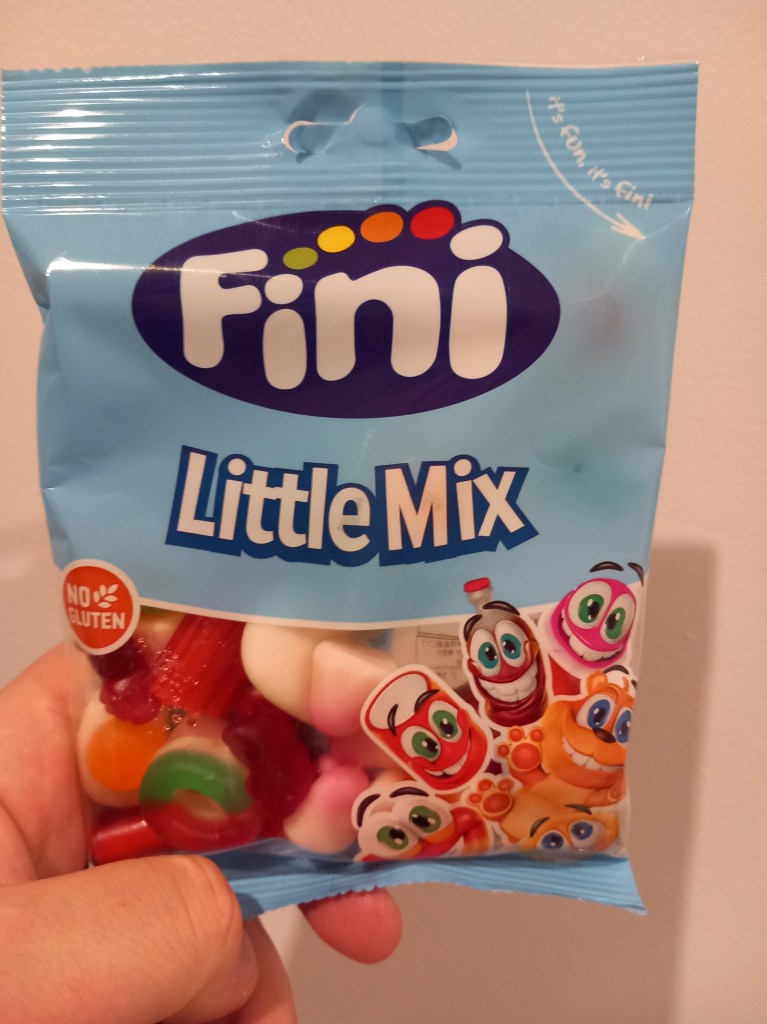 it's FUN, it's Fini
Fini
Little Mix
NO
GLUTEN